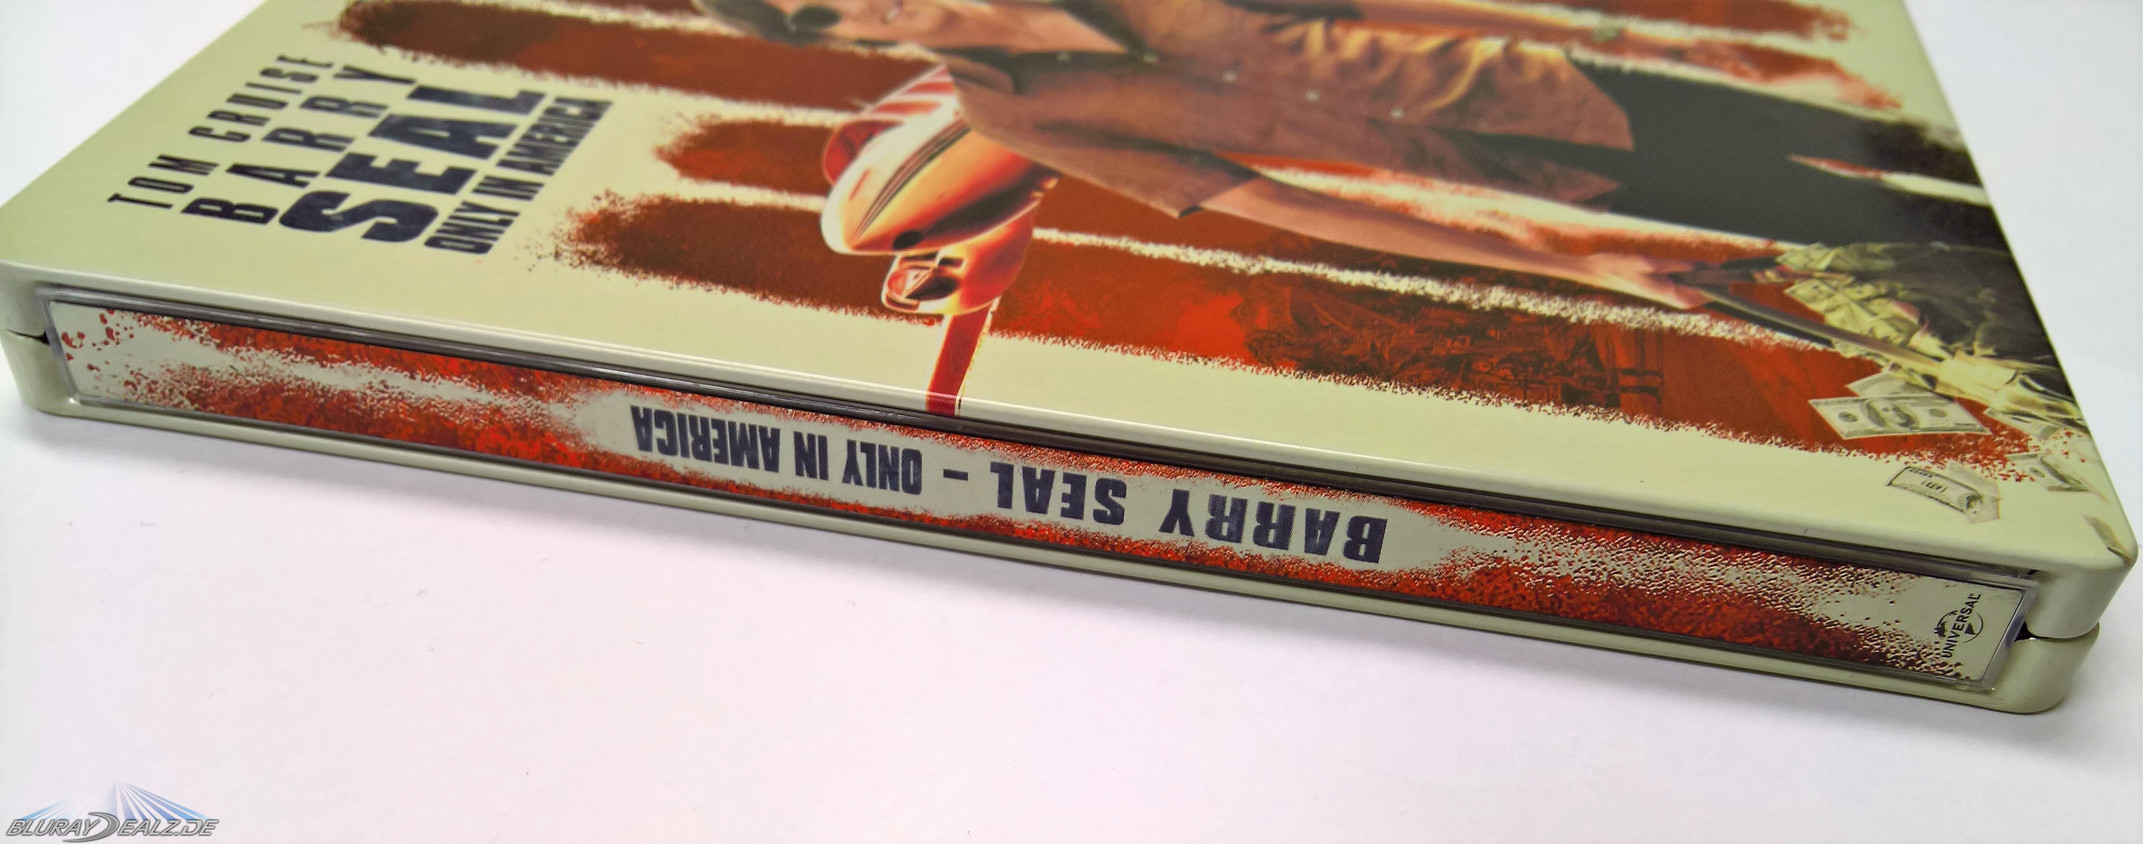 TOM CRUISE
BARRY
SEAL
ONLY IN AMERICA
BARRY SEAL – ONLY IN AMERICA
UNIVERSAL
BLURAYDEALZ.DE